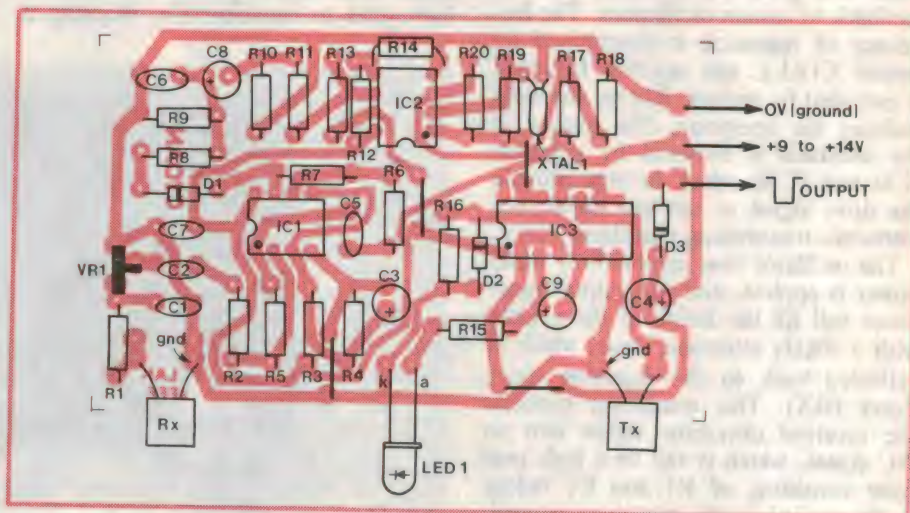 C8 R10 R11 R13 R14 R20 R19 R17 R18
C6
IC2
R9
R12
XTAL1
0V (ground)
+9 to +14V
OUTPUT
R8
D1
R7
R6
C7
IC1
C5
R16
IC3
D3
VR1
C2
C3
D2
C9
C4
+
+
+
+
C1
R15
gnd
gnd
R1
R2 R5 R3 R4
k a
Rx
Tx
LED 1